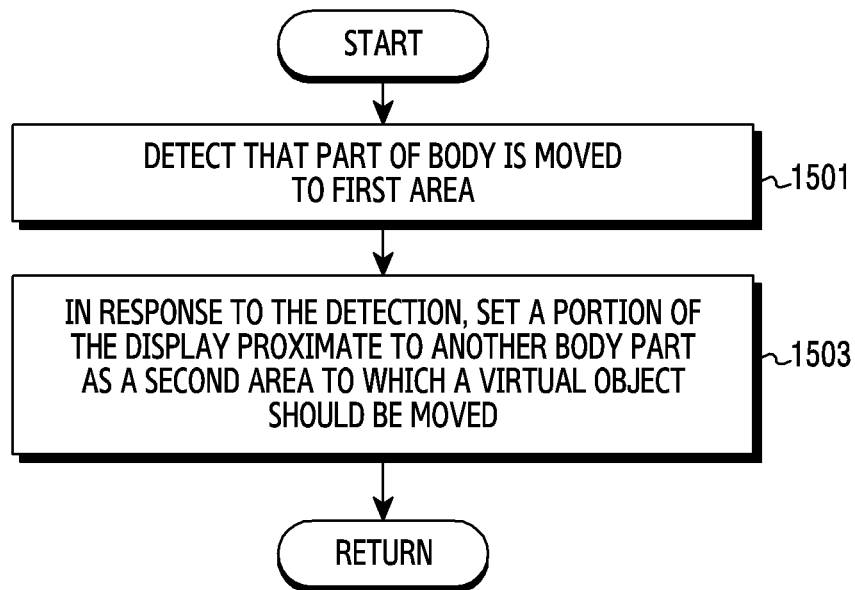 START
DETECT THAT PART OF BODY IS MOVED
TO FIRST AREA
1501
IN RESPONSE TO THE DETECTION, SET A PORTION OF
THE DISPLAY PROXIMATE TO ANOTHER BODY PART
AS A SECOND AREA TO WHICH A VIRTUAL OBJECT
SHOULD BE MOVED
1503
RETURN